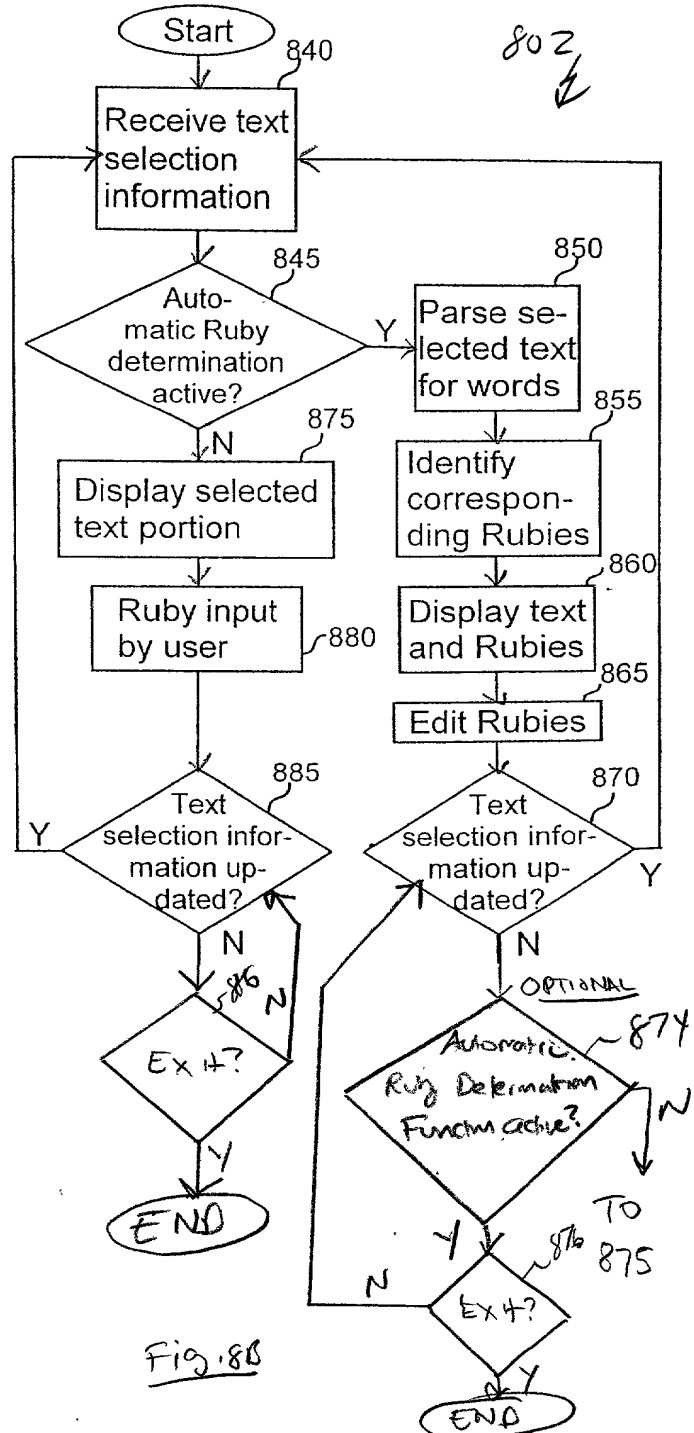 Start
802
840
Receive text
selection
information
845
Auto-
matic Ruby
determination
active?
Y
N
850
Parse se-
lected text
for words
855
Identify
correspon-
ding Rubies
860
Display text
and Rubies
865
Edit Rubies
870
Text
selection infor-
mation up-
dated?
Y
N
875
Display selected
text portion
Ruby input
by user
880
885
Text
selection infor-
mation up-
dated?
Y
N
N
Exit?
Y
END
OPTIONAL
874
Automatic
Ruby Determation
Function active?
N
TO
875
Y
876
Exit?
N
Y
END
Fig. 8B